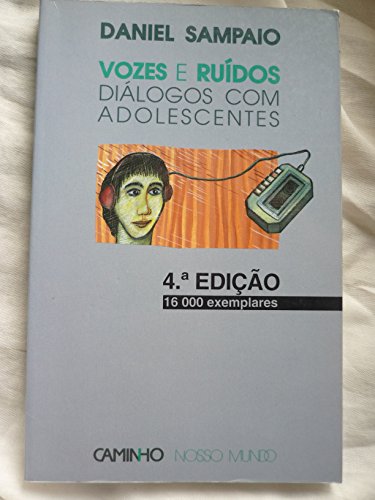 DANIEL SAMPAIO
VOZES E RUÍDOS
DIÁLOGOS COM
ADOLESCENTES
4.ª EDIÇÃO
16 000 exemplares
CAMINHO NOSSO MUNDO